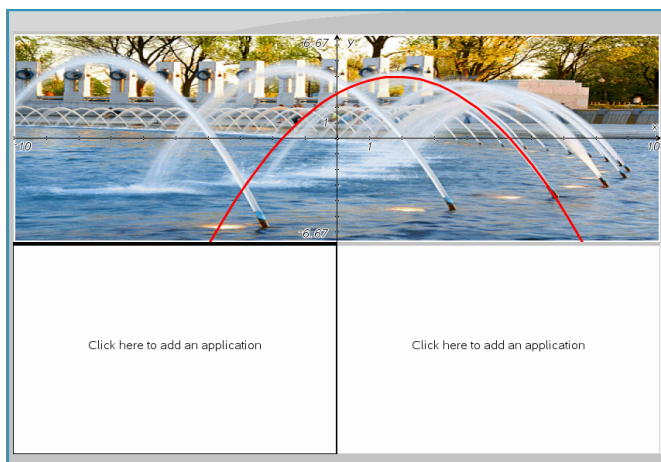 6.67 y
1
x
-10 1 10
-6.67
Click here to add an application
Click here to add an application